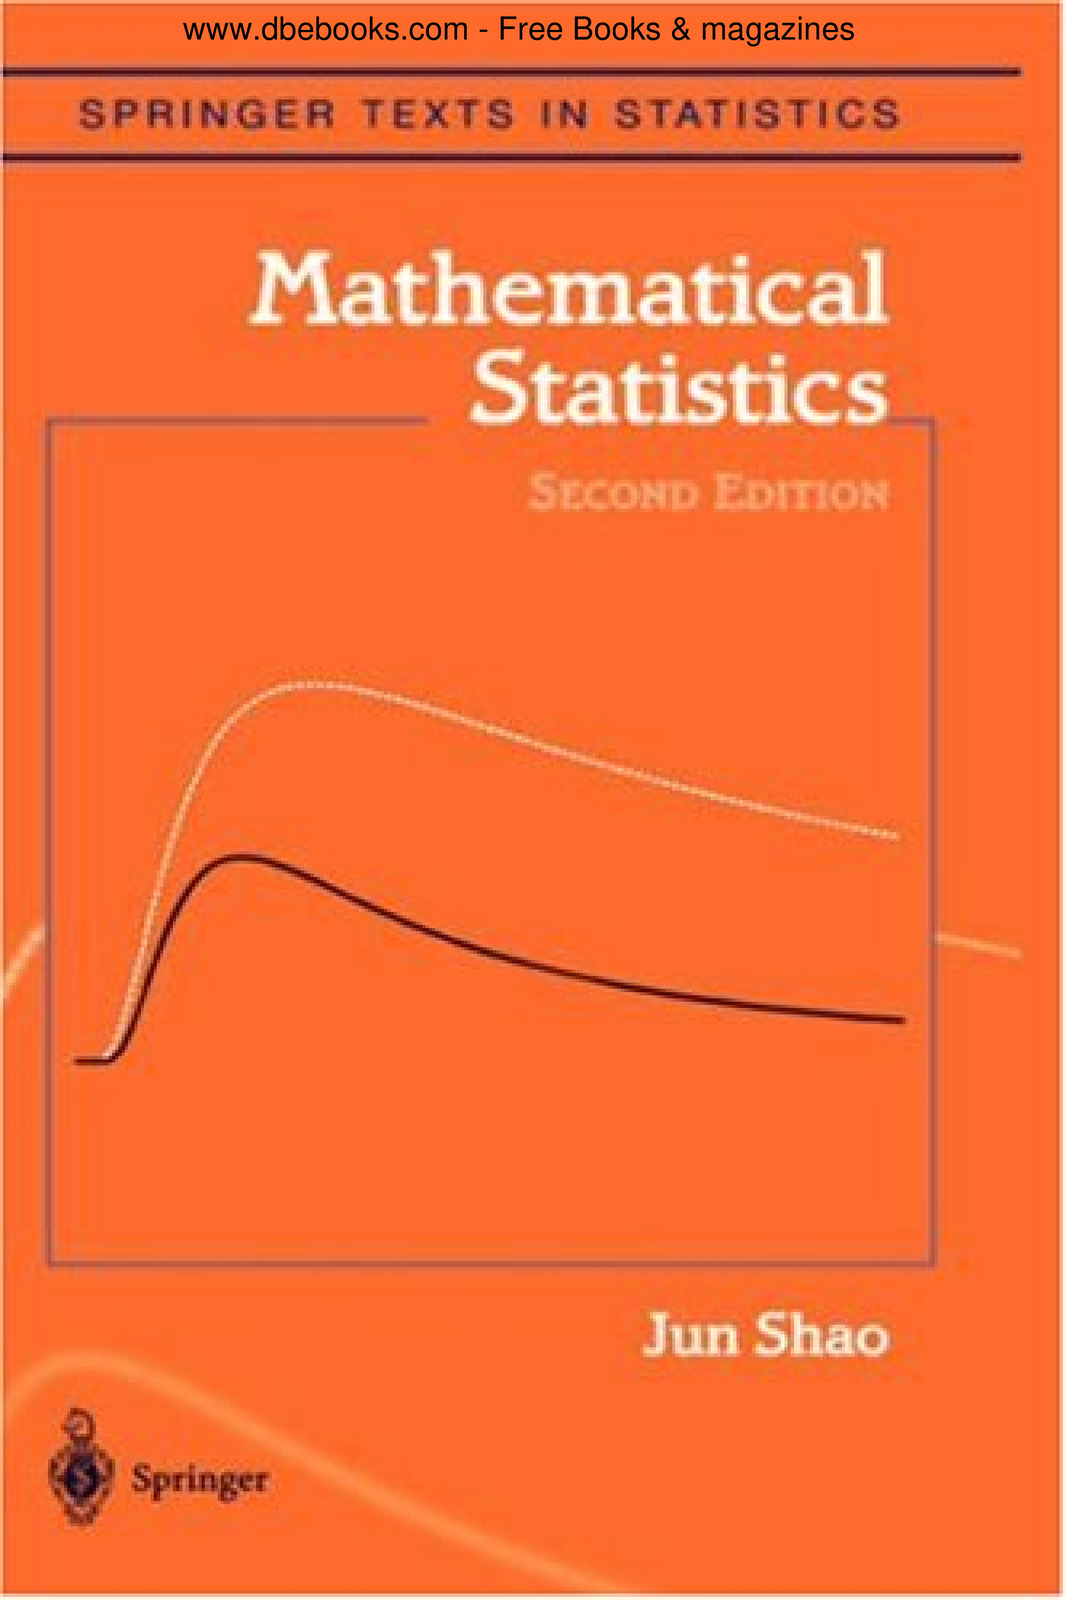 www.dbebooks.com - Free Books & magazines
SPRINGER TEXTS IN STATISTICS
Mathematical
Statistics
SECOND EDITION
Jun Shao
Springer